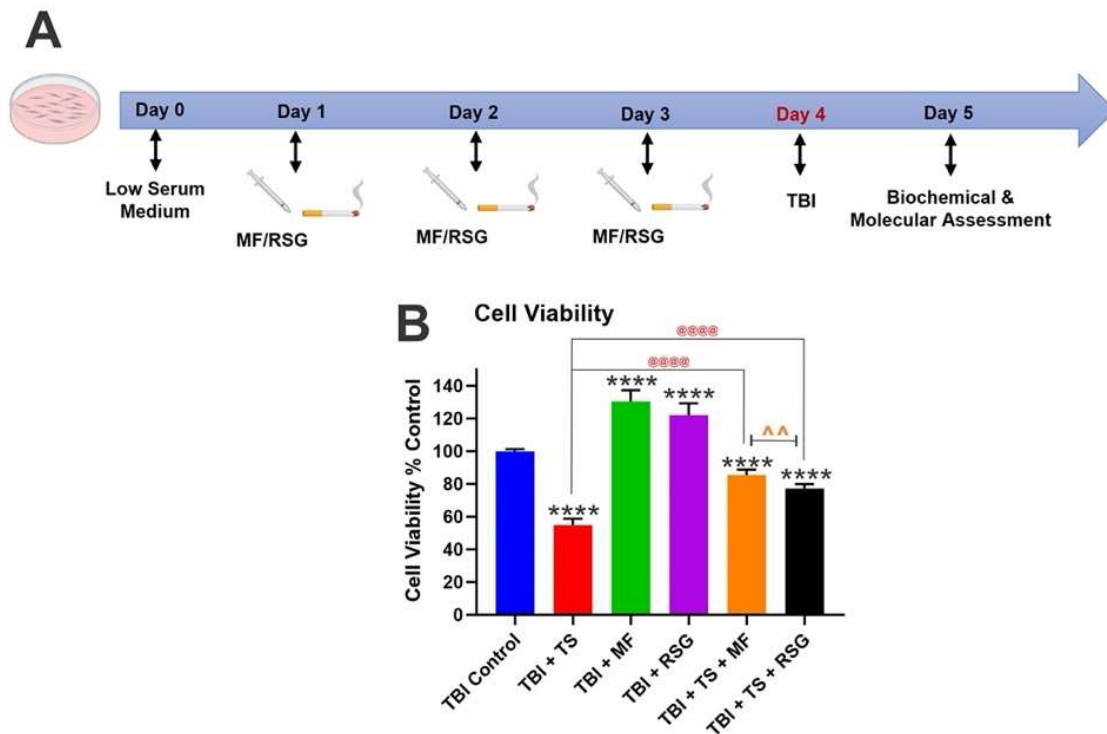 A
Day 0 Day 1 Day 2 Day 3 Day 4 Day 5
Low Serum
Medium
MF/RSG
MF/RSG
MF/RSG
TBI
Biochemical &
Molecular Assessment
B
Cell Viability
@@@@
@@@@
****
****
^^
****
****
****
Cell Viability % Control
140
120
100
80
60
40
20
0
TBI Control
TBI + TS
TBI + MF
TBI + RSG
TBI + TS + MF
TBI + TS + RSG